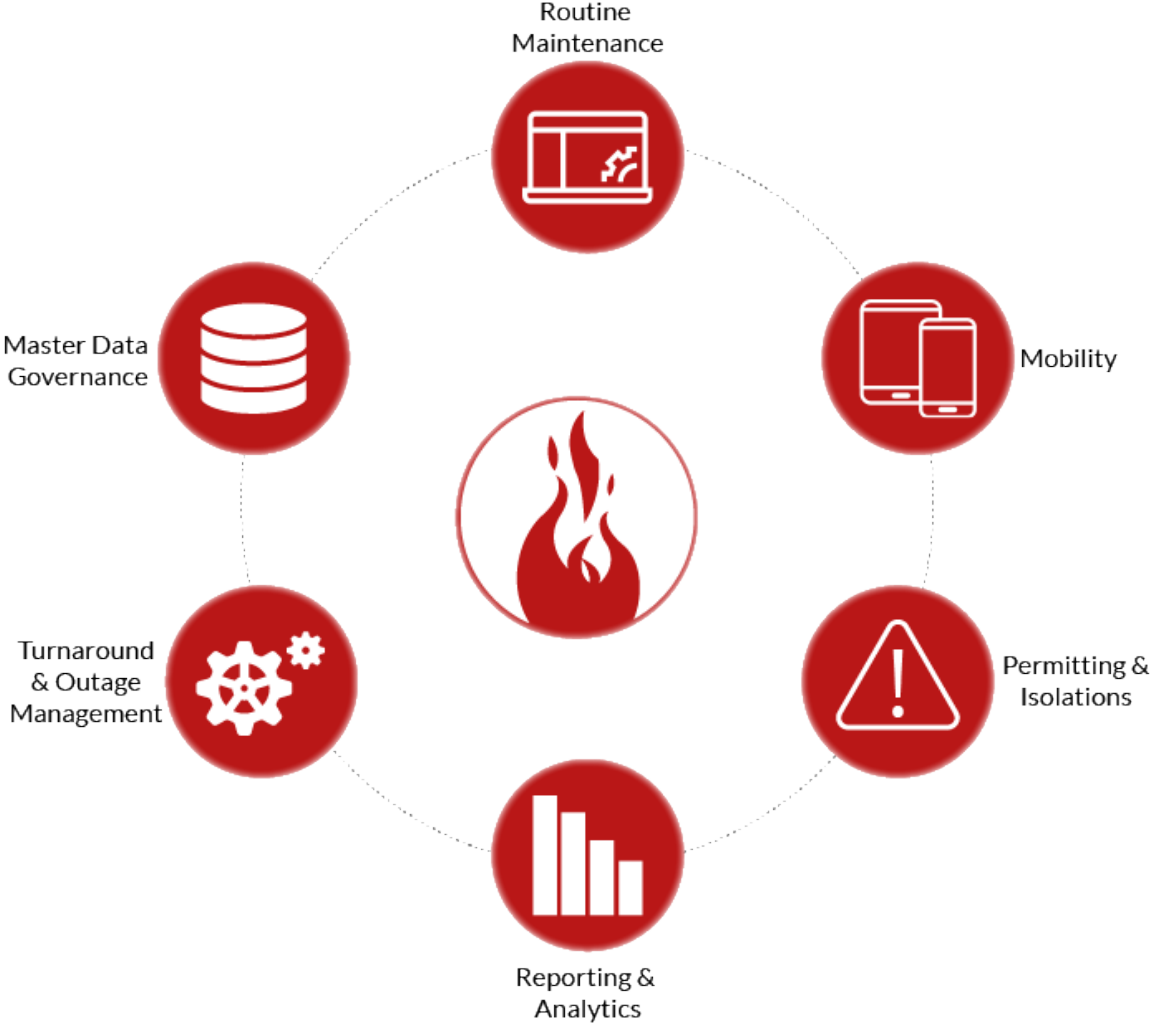 Routine
Maintenance
Mobility
Permitting &
Isolations
Reporting &
Analytics
Turnaround
& Outage
Management
Master Data
Governance